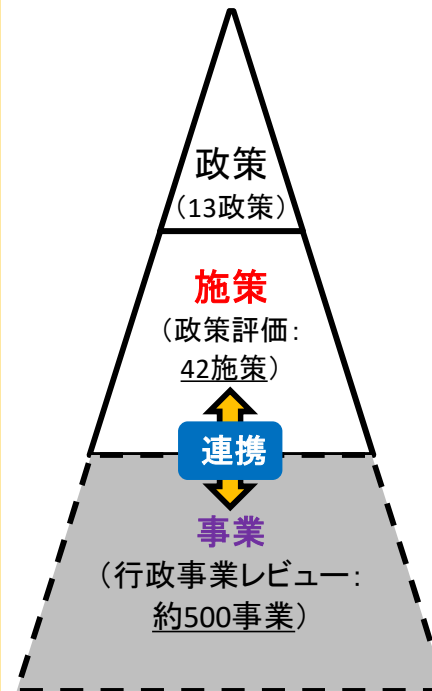 政策
（13政策）
施策
（政策評価：
42施策）
連携
事業
（行政事業レビュー：
約500事業）